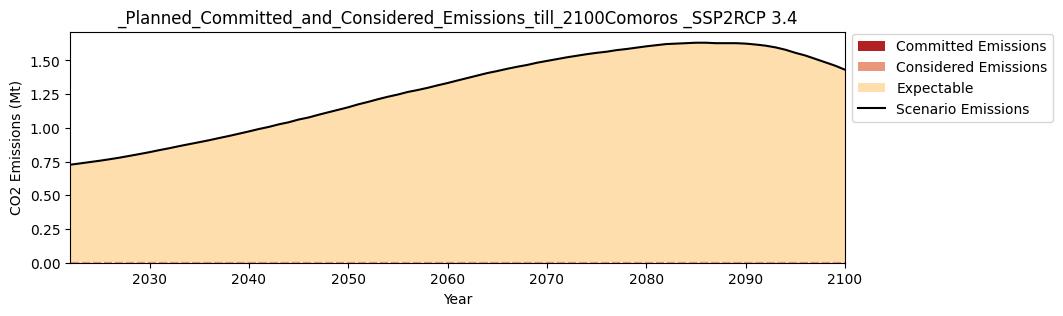 _Planned_Committed_and_Considered_Emissions_till_2100Comoros _SSP2RCP 3.4
CO2 Emissions (Mt)
1.50
1.25
1.00
0.75
0.50
0.25
0.00
2030 2040 2050 2060 2070 2080 2090 2100
Year
Committed Emissions
Considered Emissions
Expectable
Scenario Emissions